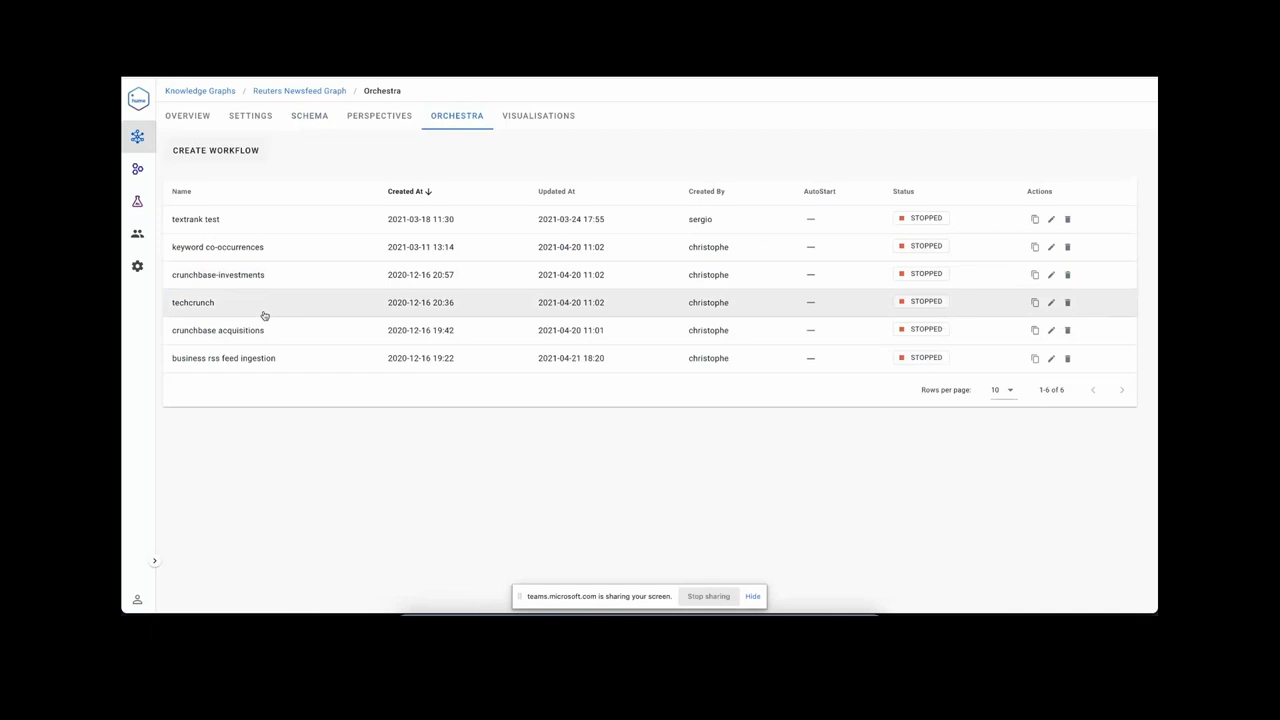 hume
Knowledge Graphs / Reuters Newsfeed Graph / Orchestra
OVERVIEW SETTINGS SCHEMA PERSPECTIVES ORCHESTRA VISUALISATIONS
CREATE WORKFLOW
Name Created At Updated At Created By AutoStart Status Actions
textrank test 2021-03-18 11:30 2021-03-24 17:55 sergio — STOPPED
keyword co-occurrences 2021-03-11 13:14 2021-04-20 11:02 christophe — STOPPED
crunchbase-investments 2020-12-16 20:57 2021-04-20 11:02 christophe — STOPPED
techcrunch 2020-12-16 20:36 2021-04-20 11:02 christophe — STOPPED
crunchbase acquisitions 2020-12-16 19:42 2021-04-20 11:01 christophe — STOPPED
business rss feed ingestion 2020-12-16 19:22 2021-04-21 18:20 christophe — STOPPED
Rows per page: 10 1-6 of 6
teams.microsoft.com is sharing your screen. Stop sharing Hide